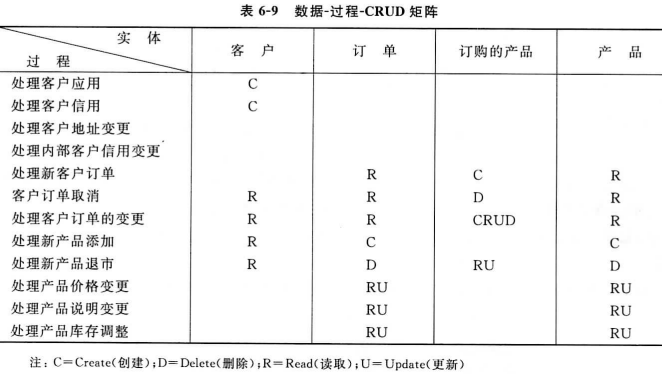 表 6-9 数据-过程-CRUD 矩阵
实体
过程 客户 订单 订购的产品 产品
处理客户应用 C
处理客户信用 C
处理客户地址变更
处理内部客户信用变更
处理新客户订单 R C R
客户订单取消 R R D R
处理客户订单的变更 R R CRUD R
处理新产品添加 R C C
处理新产品退市 R D RU D
处理产品价格变更 RU RU
处理产品说明变更 RU RU
处理产品库存调整 RU RU
注：C=Create(创建);D=Delete(删除);R=Read(读取);U=Update(更新)